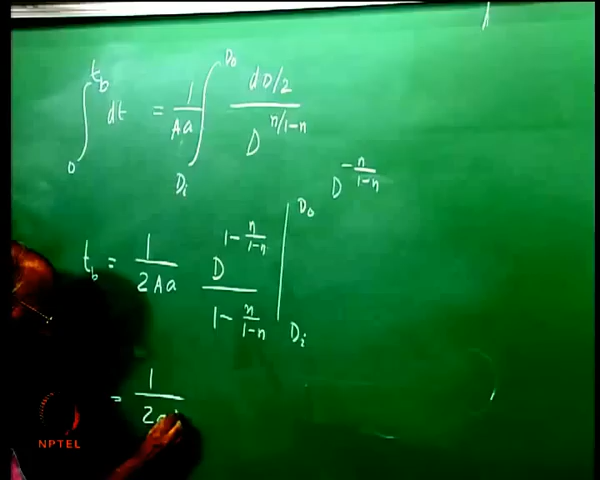 ∫₀^{t_b} dt = 1/Aa ∫_{D_i}^{D_0} (dD/2)/(D^{n/1-n})
D^{-n/(1-n)}
t_b = 1/(2Aa) D^{1-n/(1-n)}/(1-n/(1-n)) |_{D_i}^{D_0}
= 1/2
NPTEL